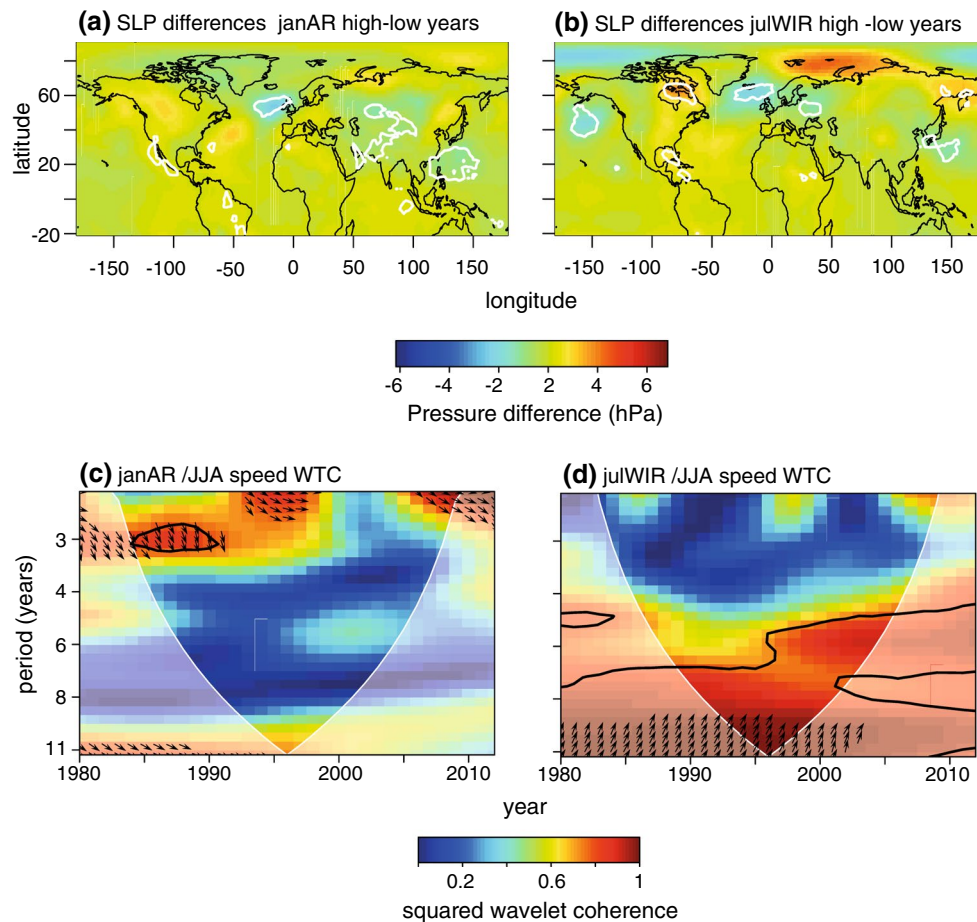 (a) SLP differences janAR high-low years
(b) SLP differences julWIR high -low years
latitude
60
20
-20
-150 -100 -50 0 50 100 150
-150 -100 -50 0 50 100 150
longitude
-6 -4 -2 2 4 6
Pressure difference (hPa)
(c) janAR /JJA speed WTC
(d) julWIR /JJA speed WTC
period (years)
3
4
6
8
11
1980 1990 2000 2010
1980 1990 2000 2010
year
0.2 0.6 1
squared wavelet coherence